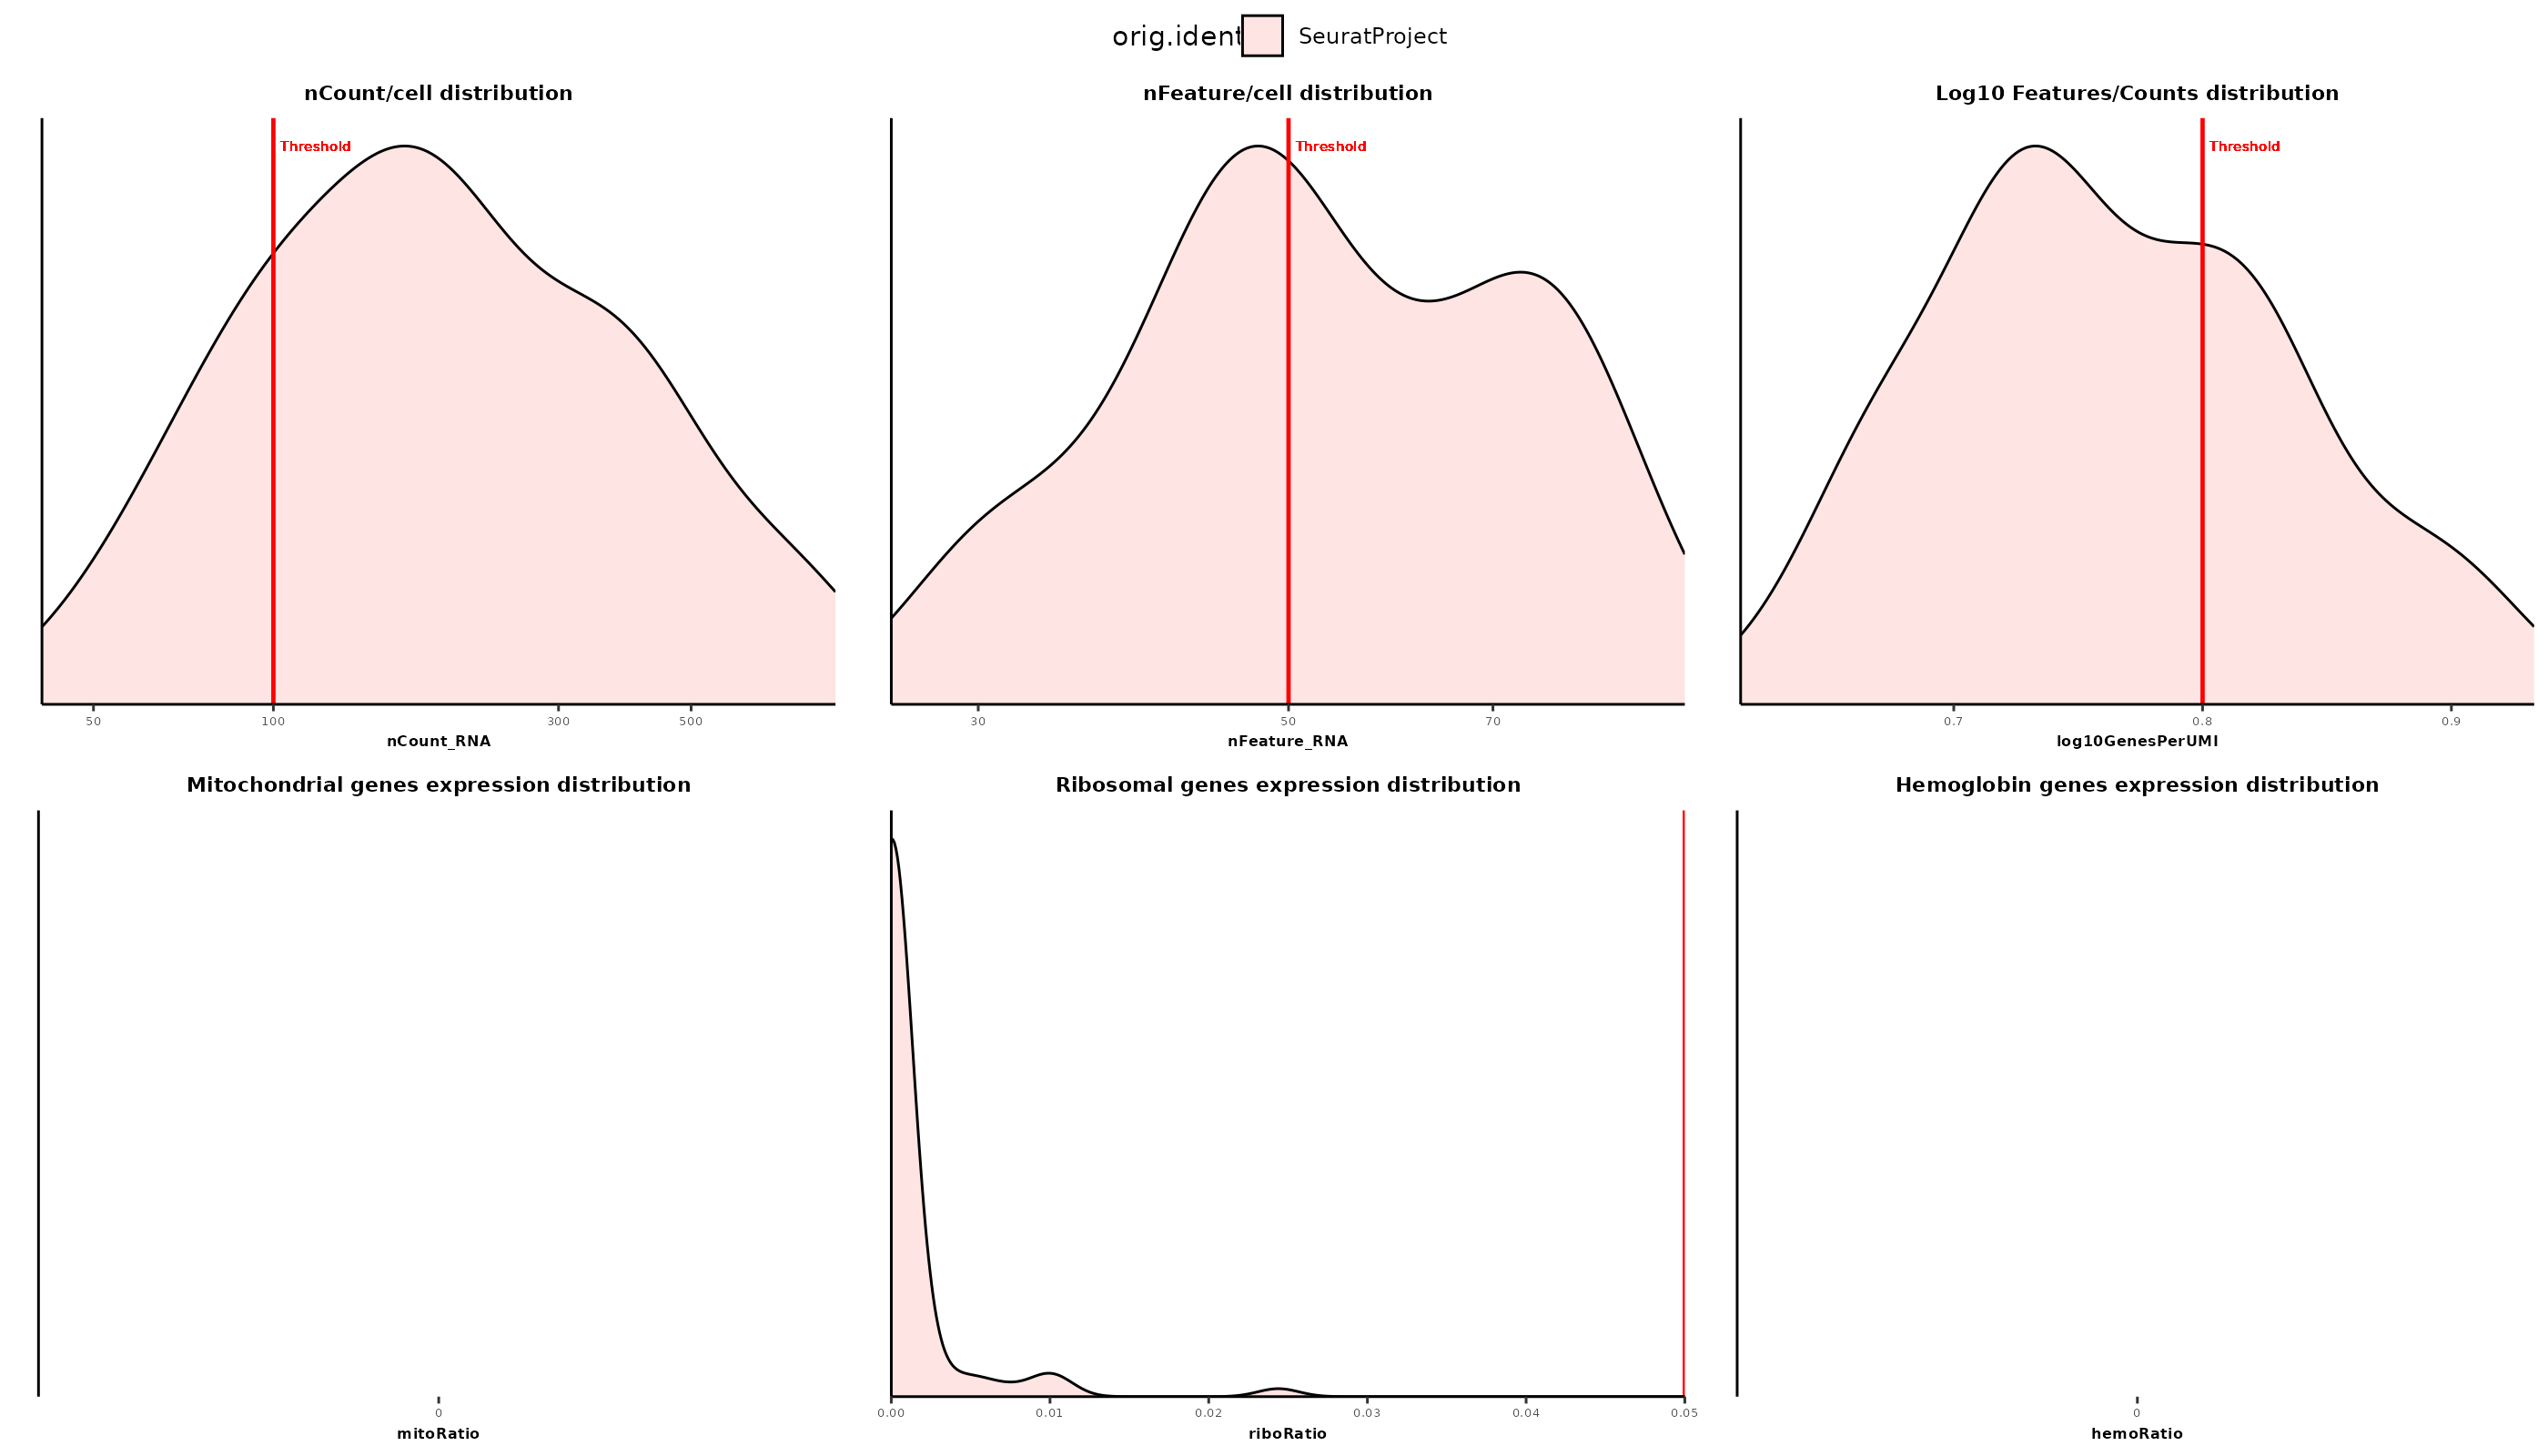 orig.ident SeuratProject
nCount/cell distribution
Threshold
50 100 300 500
nCount_RNA
nFeature/cell distribution
Threshold
30 50 70
nFeature_RNA
Log10 Features/Counts distribution
Threshold
0.7 0.8 0.9
log10GenesPerUMI
Mitochondrial genes expression distribution
0
mitoRatio
Ribosomal genes expression distribution
0.00 0.01 0.02 0.03 0.04 0.05
riboRatio
Hemoglobin genes expression distribution
0
hemoRatio